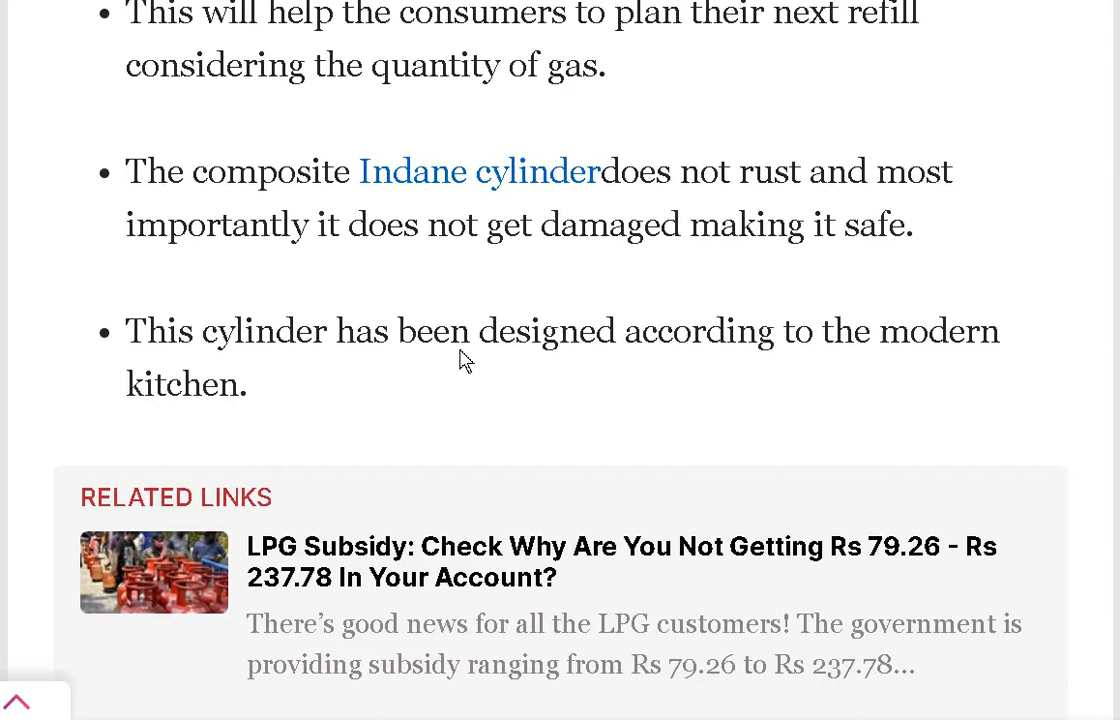 • This will help the consumers to plan their next refill
considering the quantity of gas.
• The composite Indane cylinderdoes not rust and most
importantly it does not get damaged making it safe.
• This cylinder has been designed according to the modern
kitchen.
RELATED LINKS
LPG Subsidy: Check Why Are You Not Getting Rs 79.26 - Rs
237.78 In Your Account?
There’s good news for all the LPG customers! The government is
providing subsidy ranging from Rs 79.26 to Rs 237.78...